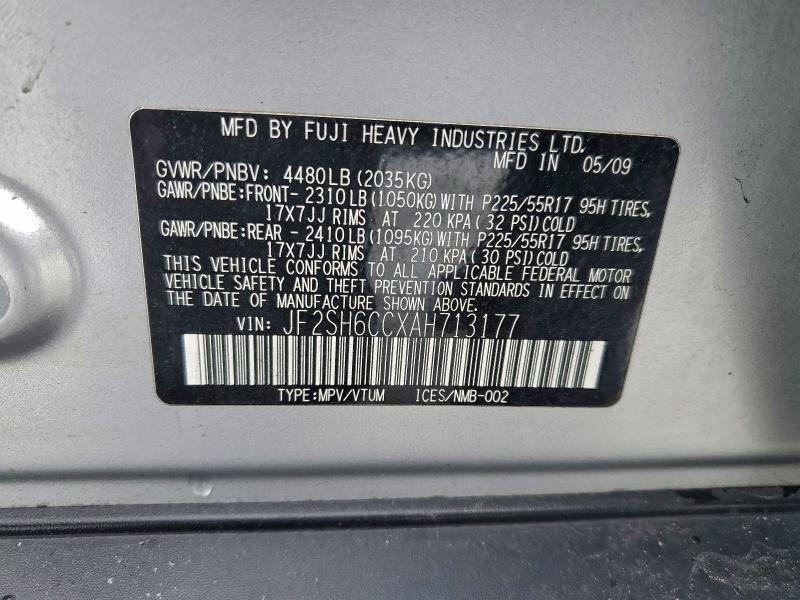 MFD BY FUJI HEAVY INDUSTRIES LTD.
MFD IN 05/09
GVWR/PNBV: 4480LB(2035KG)
GAWR/PNBE:FRONT- 2310LB(1050KG)WITH P225/55R17 95H TIRES,
17X7JJ RIMS AT 220 KPA( 32 PSI)COLD
GAWR/PNBE:REAR - 2410LB(1095KG)WITH P225/55R17 95H TIRES,
17X7JJ RIMS AT 210 KPA( 30 PSI)COLD
THIS VEHICLE CONFORMS TO ALL APPLICABLE FEDERAL MOTOR
VEHICLE SAFETY AND THEFT PREVENTION STANDARDS IN EFFECT ON
THE DATE OF MANUFACTURE SHOWN ABOVE.
VIN: JF2SH6CCXAH713177
TYPE:MPV/VTUM ICES/NMB-002